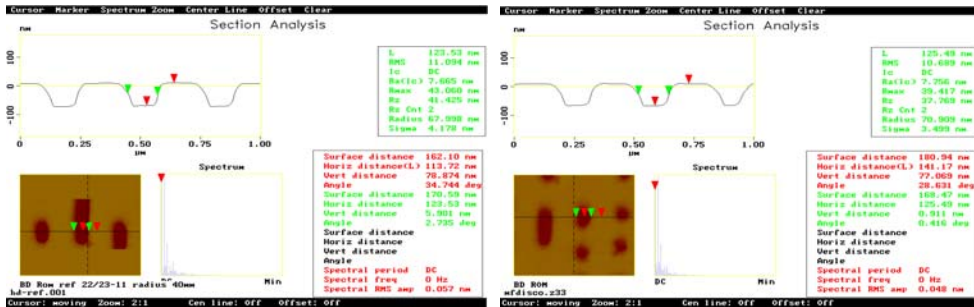 Cursor Marker Spectrum Zoom Center Line Offset Clear
Section Analysis
nm
100
0
-100
0 0.25 0.50 0.75 1.00
µm
L 123.53 nm
RMS 11.094 nm
lc DC
Ra(lc) 7.665 nm
Rmax 43.060 nm
Rz 41.425 nm
Rz Cnt 2
Radius 67.998 nm
Sigma 4.178 nm
Spectrum
DC Min
Surface distance 162.10 nm
Horiz distance(L) 113.72 nm
Vert distance 78.874 nm
Angle 34.744 deg
Surface distance 170.59 nm
Horiz distance 123.53 nm
Vert distance 5.901 nm
Angle 2.735 deg
Surface distance
Horiz distance
Vert distance
Angle
Spectral period DC
Spectral freq 0 Hz
Spectral RMS amp 0.057 nm
BD Rom ref 22/23-11 radius 40mm
hd-ref.001
Cursor: moving Zoom: 2:1 Cen line: Off Offset: Off
Cursor Marker Spectrum Zoom Center Line Offset Clear
Section Analysis
nm
100
0
-100
0 0.25 0.50 0.75 1.00
µm
L 125.49 nm
RMS 10.689 nm
lc DC
Ra(lc) 7.756 nm
Rmax 39.417 nm
Rz 37.769 nm
Rz Cnt 2
Radius 70.909 nm
Sigma 3.499 nm
Spectrum
DC Min
Surface distance 180.94 nm
Horiz distance(L) 141.17 nm
Vert distance 77.069 nm
Angle 28.631 deg
Surface distance 168.47 nm
Horiz distance 125.49 nm
Vert distance 0.911 nm
Angle 0.416 deg
Surface distance
Horiz distance
Vert distance
Angle
Spectral period DC
Spectral freq 0 Hz
Spectral RMS amp 0.048 nm
BD ROM
mfdisco.z33
Cursor: moving Zoom: 2:1 Cen line: Off Offset: Off